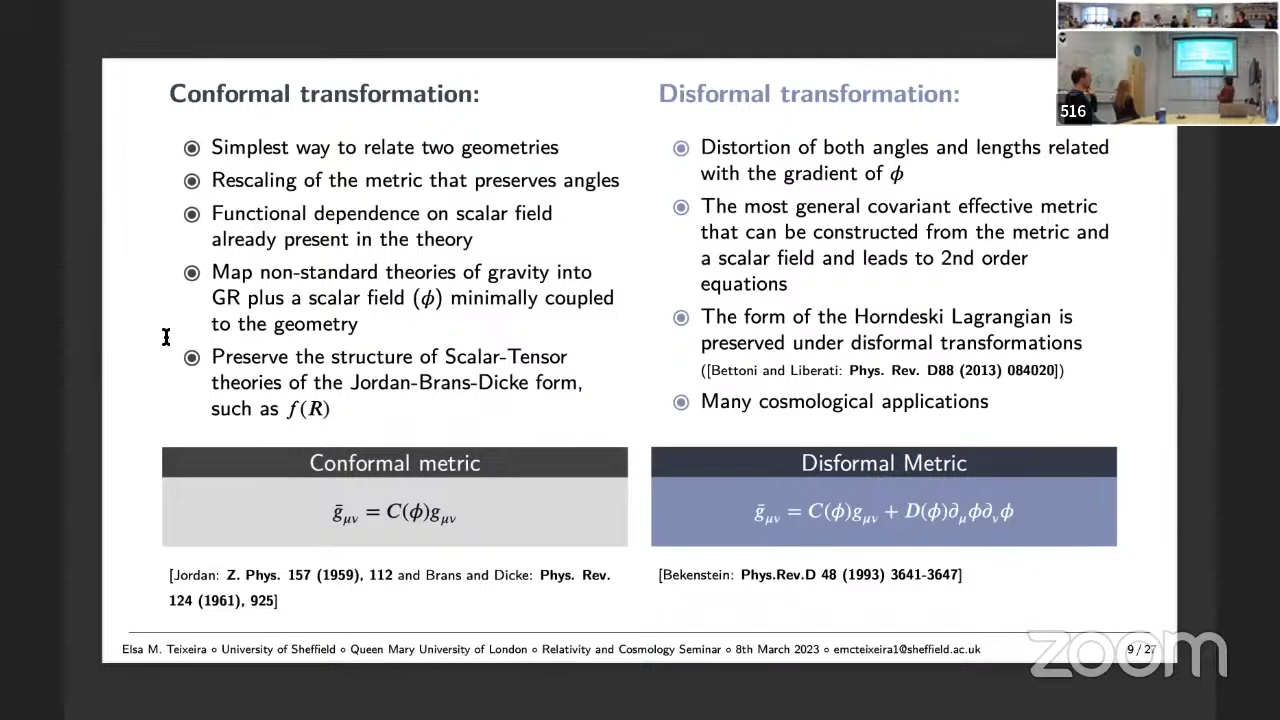 Conformal transformation:
Simplest way to relate two geometries
Rescaling of the metric that preserves angles
Functional dependence on scalar field
already present in the theory
Map non-standard theories of gravity into
GR plus a scalar field (ϕ) minimally coupled
to the geometry
Preserve the structure of Scalar-Tensor
theories of the Jordan-Brans-Dicke form,
such as f(R)
Conformal metric
ḡμν = C(ϕ)gμν
[Jordan: Z. Phys. 157 (1959), 112 and Brans and Dicke: Phys. Rev.
124 (1961), 925]
Disformal transformation:
Distortion of both angles and lengths related
with the gradient of ϕ
The most general covariant effective metric
that can be constructed from the metric and
a scalar field and leads to 2nd order
equations
The form of the Horndeski Lagrangian is
preserved under disformal transformations
([Bettoni and Liberati: Phys. Rev. D88 (2013) 084020])
Many cosmological applications
Disformal Metric
ḡμν = C(ϕ)gμν + D(ϕ)∂μϕ∂νϕ
[Bekenstein: Phys.Rev.D 48 (1993) 3641-3647]
516
Elsa M. Teixeira ∘ University of Sheffield ∘ Queen Mary University of London ∘ Relativity and Cosmology Seminar ∘ 8th March 2023 ∘ emcteixeira1@sheffield.ac.uk
9 / 27
zoom